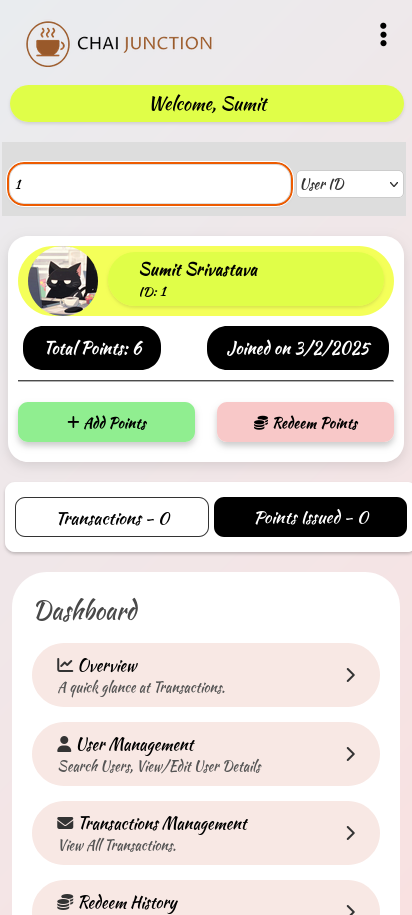 CHAI JUNCTION
Welcome, Sumit
1
User ID
Sumit Srivastava
ID: 1
Total Points: 6
Joined on 3/2/2025
+ Add Points
Redeem Points
Transactions - 0
Points Issued - 0
Dashboard
Overview
A quick glance at Transactions.
User Management
Search Users, View/Edit User Details
Transactions Management
View All Transactions.
Redeem History